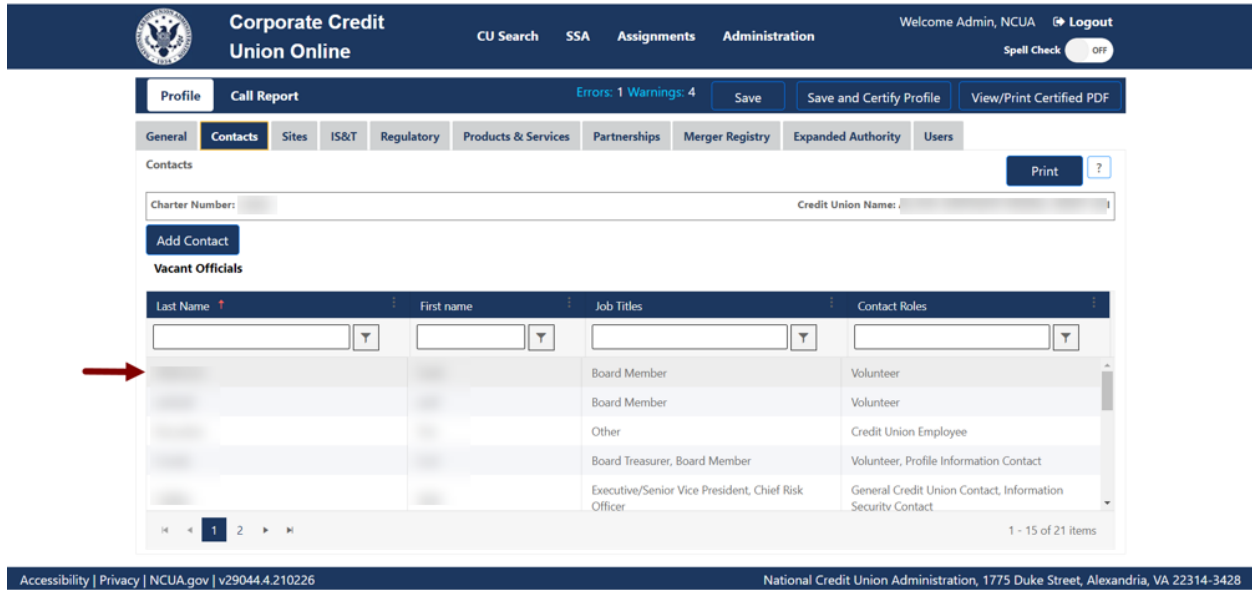 Corporate Credit
Union Online
CU Search SSA Assignments Administration
Welcome Admin, NCUA Logout
Spell Check OFF
Profile Call Report Errors: 1 Warnings: 4 Save Save and Certify Profile View/Print Certified PDF
General Contacts Sites IS&T Regulatory Products & Services Partnerships Merger Registry Expanded Authority Users
Contacts
Print ?
Charter Number: Credit Union Name:
Add Contact
Vacant Officials
Last Name First name Job Titles Contact Roles
Board Member Volunteer
Board Member Volunteer
Other Credit Union Employee
Board Treasurer, Board Member Volunteer, Profile Information Contact
Executive/Senior Vice President, Chief Risk General Credit Union Contact, Information
Officer Security Contact
1 2 1 - 15 of 21 items
Accessibility | Privacy | NCUA.gov | v29044.4.210226 National Credit Union Administration, 1775 Duke Street, Alexandria, VA 22314-3428